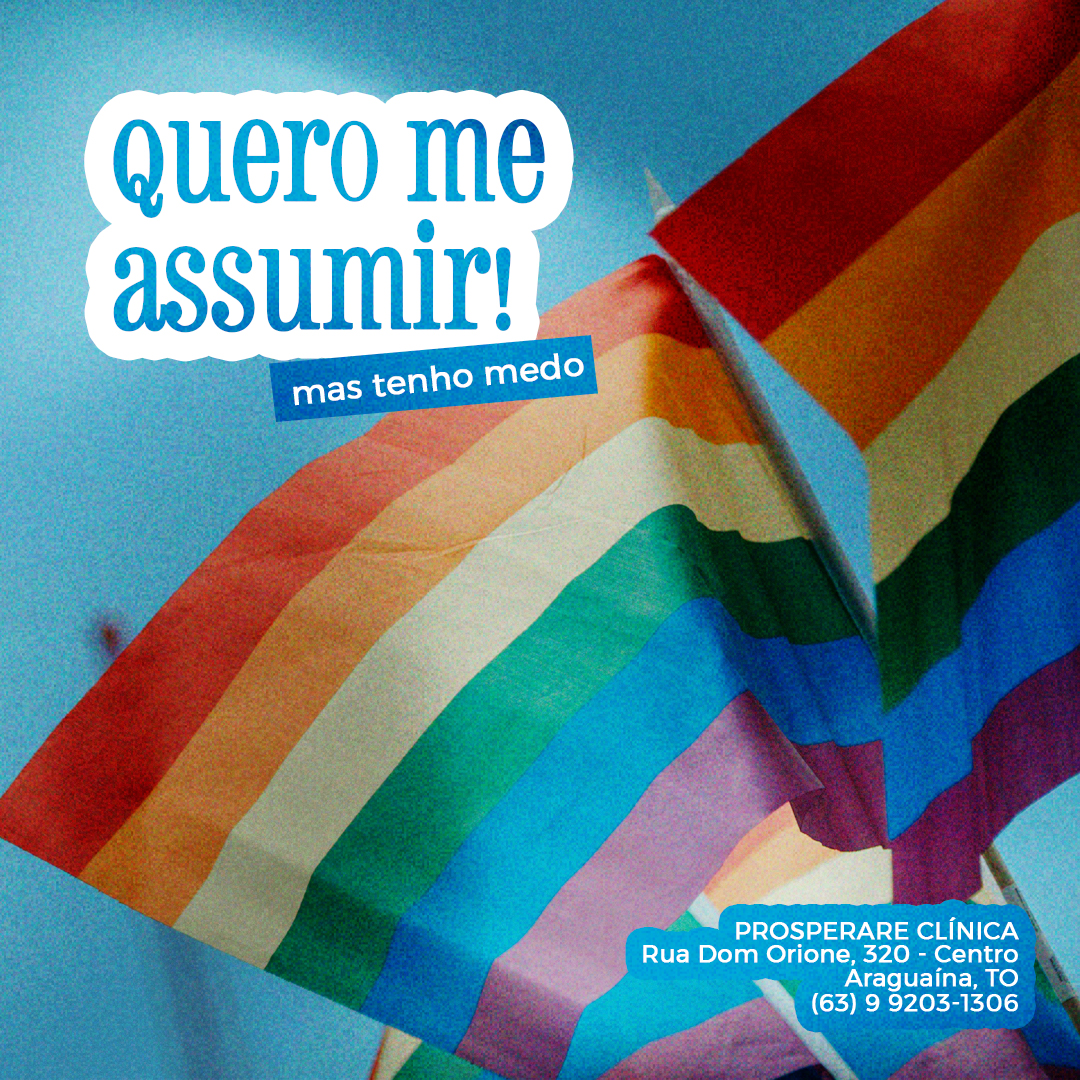 Quero me
assumir!
mas tenho medo
PROSPERARE CLÍNICA
Rua Dom Orione, 320 - Centro
Araguaína, TO
(63) 9 9203-1306